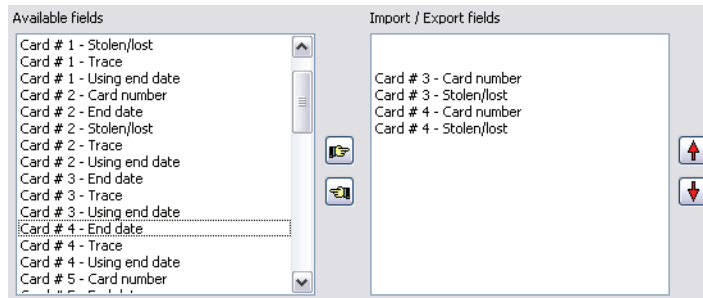 Available fields
Card # 1 - Stolen/lost
Card # 1 - Trace
Card # 1 - Using end date
Card # 2 - Card number
Card # 2 - End date
Card # 2 - Stolen/lost
Card # 2 - Trace
Card # 2 - Using end date
Card # 3 - End date
Card # 3 - Trace
Card # 3 - Using end date
Card # 4 - End date
Card # 4 - Trace
Card # 4 - Using end date
Card # 5 - Card number
Import / Export fields
Card # 3 - Card number
Card # 3 - Stolen/lost
Card # 4 - Card number
Card # 4 - Stolen/lost